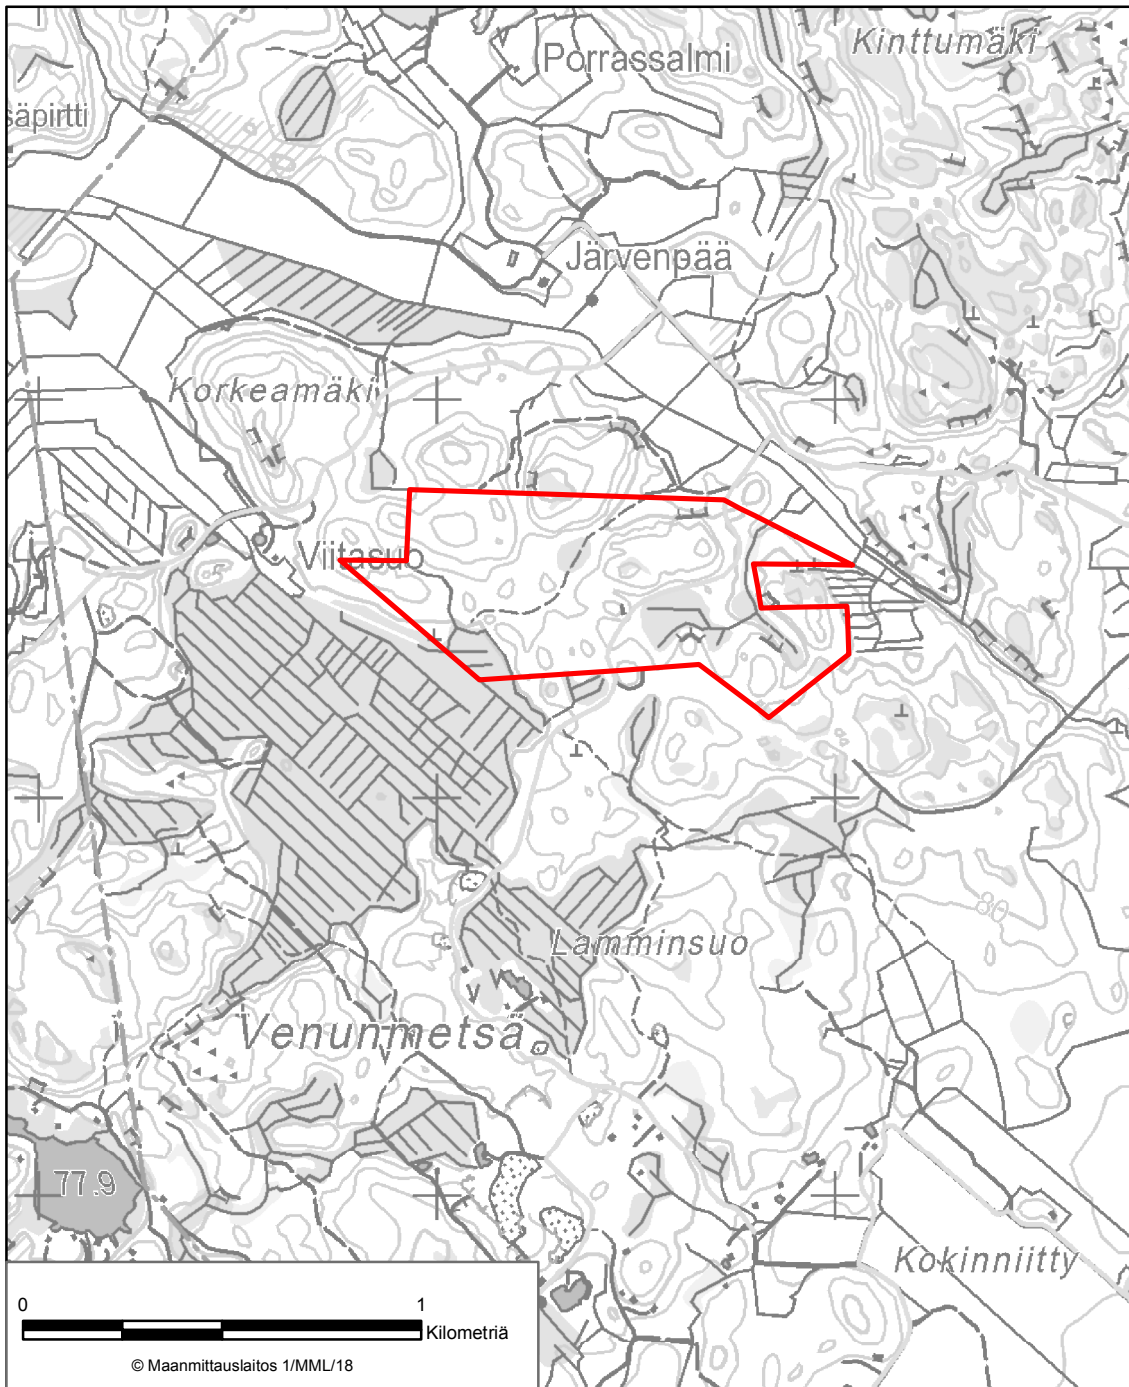 Kinttumäki
Porrassalmi
säpirtti
Järvenpää
Korkeamäki
Viitasuo
80
Lamminsuo
Venunmetsä
77.9
Kokinniitty
0 1
Kilometriä
© Maanmittauslaitos 1/MML/18